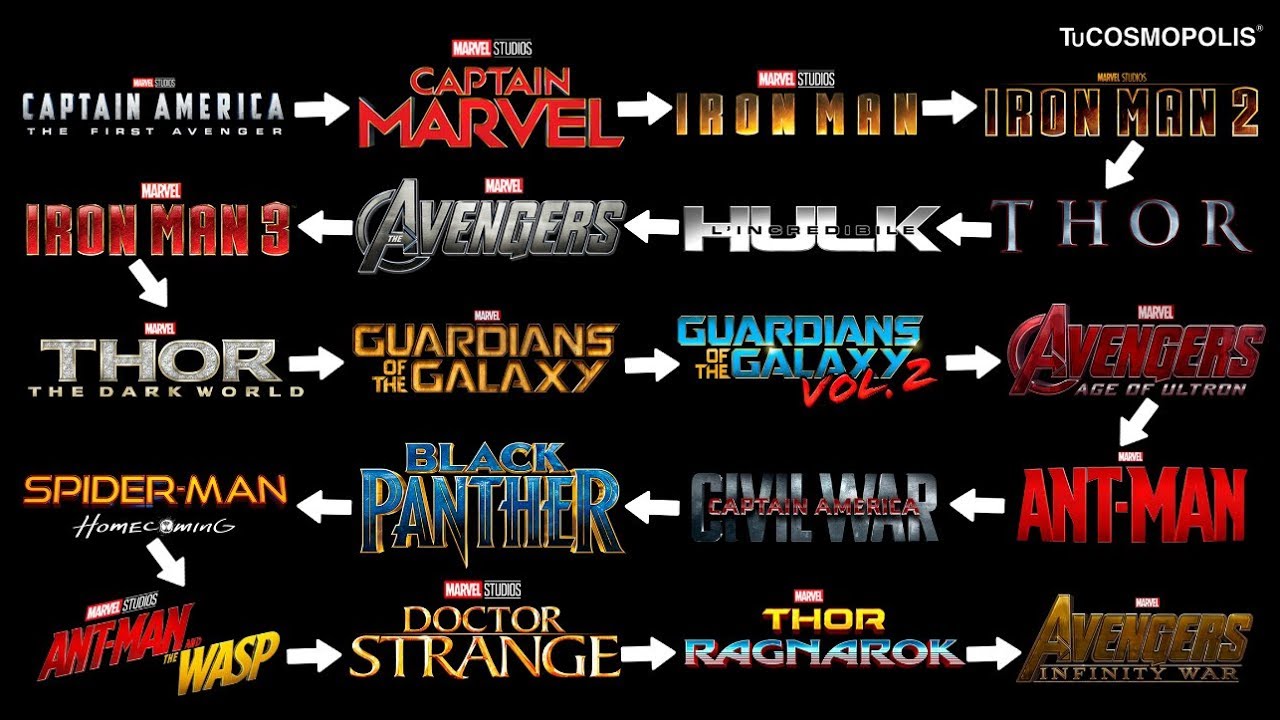 TuCOSMOPOLIS®
MARVEL STUDIOS
CAPTAIN AMERICA
THE FIRST AVENGER
MARVEL STUDIOS
CAPTAIN
MARVEL
MARVEL STUDIOS
IRON MAN
MARVEL STUDIOS
IRON MAN 2
THOR
HULK
L'INCREDIBILE
MARVEL
THE AVENGERS
MARVEL
IRON MAN 3
MARVEL
THOR
THE DARK WORLD
MARVEL
GUARDIANS
OF THE GALAXY
GUARDIANS
OF THE GALAXY
VOL. 2
MARVEL
AVENGERS
AGE OF ULTRON
MARVEL
ANT-MAN
CIVIL WAR
CAPTAIN AMERICA
BLACK
PANTHER
SPIDER-MAN
HOMECOMING
MARVEL STUDIOS
ANT-MAN
AND THE WASP
MARVEL STUDIOS
DOCTOR
STRANGE
MARVEL
THOR
RAGNAROK
MARVEL
AVENGERS
INFINITY WAR